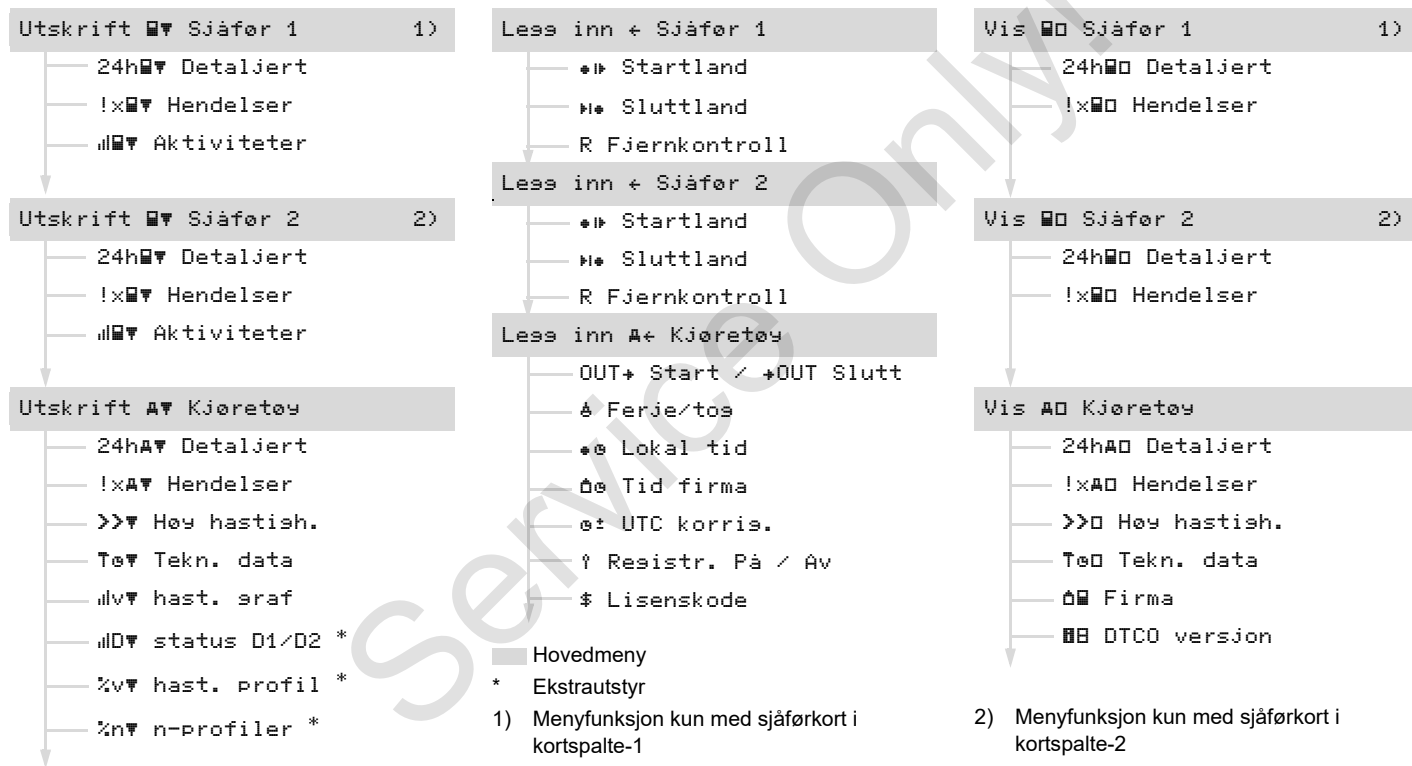 Utskrift Sjåfør 1 1)
24h Detaljert
!x Hendelser
Aktiviteter
Utskrift Sjåfør 2 2)
24h Detaljert
!x Hendelser
Aktiviteter
Utskrift Kjøretøy
24h Detaljert
!x Hendelser
>> Høy hastigh.
Tekn. data
v hast. graf
D status D1/D2 *
%v hast. profil *
%n n-profiler *
Legg inn ← Sjåfør 1
Startland
Sluttland
R Fjernkontroll
Legg inn ← Sjåfør 2
Startland
Sluttland
R Fjernkontroll
Legg inn ← Kjøretøy
OUT→ Start / →OUT Slutt
Ferje/tog
Lokal tid
Tid firma
UTC korrig.
Registr. På / Av
$ Lisenskode
Hovedmeny
* Ekstrautstyr
1) Menyfunksjon kun med sjåførkort i
kortspalte-1
Vis Sjåfør 1 1)
24h Detaljert
!x Hendelser
Vis Sjåfør 2 2)
24h Detaljert
!x Hendelser
Vis Kjøretøy
24h Detaljert
!x Hendelser
>> Høy hastigh.
Tekn. data
Firma
DTCO versjon
2) Menyfunksjon kun med sjåførkort i
kortspalte-2
Service Only!